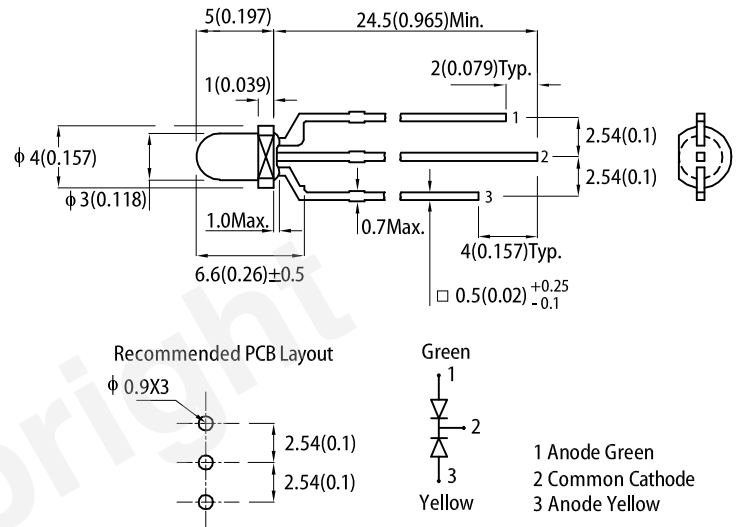 5(0.197)
24.5(0.965)Min.
2(0.079)Typ.
1(0.039)
1
2.54(0.1)
ϕ 4(0.157)
2
2.54(0.1)
ϕ 3(0.118)
3
1.0Max.
0.7Max.
4(0.157)Typ.
6.6(0.26)±0.5
□ 0.5(0.02) +0.25
- 0.1
Recommended PCB Layout
Green
ϕ 0.9X3
1
2.54(0.1)
2
2.54(0.1)
3
Yellow
1 Anode Green
2 Common Cathode
3 Anode Yellow
bright